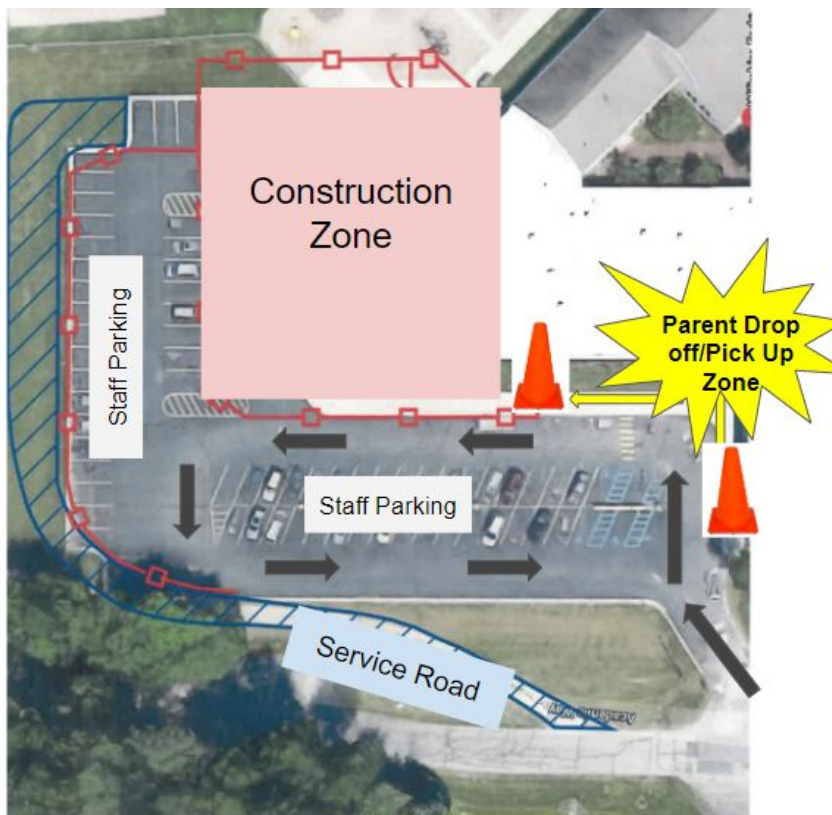 Construction
Zone
Parent Drop
off/Pick Up
Zone
Staff Parking
Staff Parking
Service Road